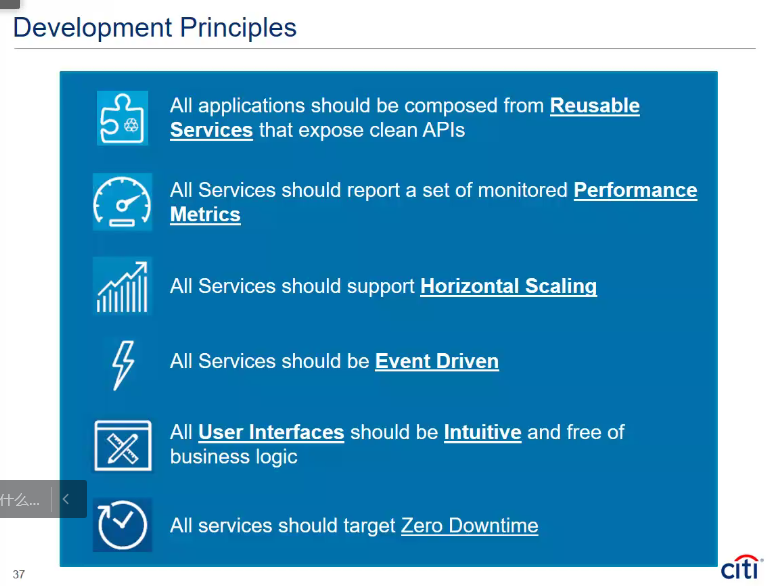 Development Principles
All applications should be composed from Reusable
Services that expose clean APIs
All Services should report a set of monitored Performance
Metrics
All Services should support Horizontal Scaling
All Services should be Event Driven
All User Interfaces should be Intuitive and free of
business logic
什么...
All services should target Zero Downtime
37
citi